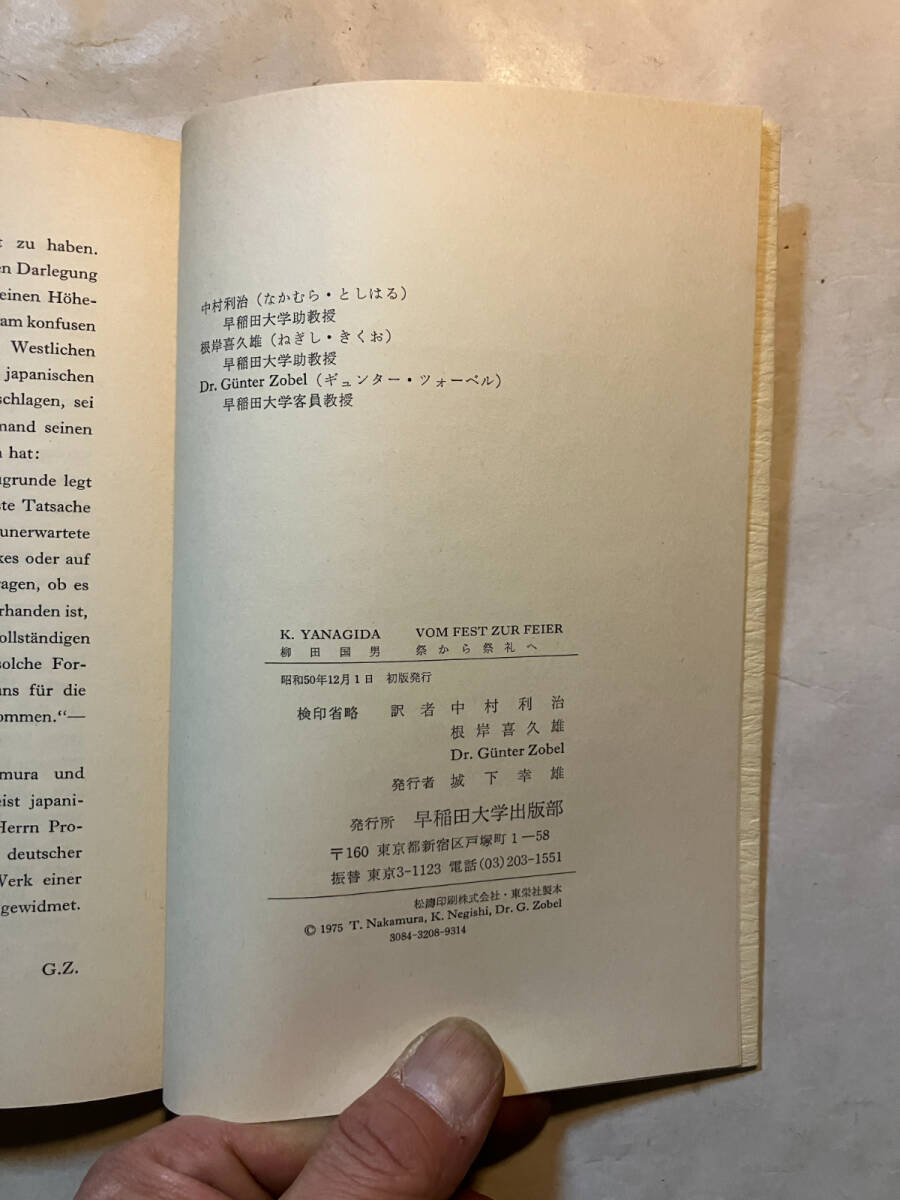 t zu haben.
en Darlegung
einen Höhe-
am konfusen
Westlichen
japanischen
schlagen, sei
mand seinen
hat:
ugrunde legt
ste Tatsache
unerwartete
kes oder auf
ragen, ob es
rhanden ist,
ollständigen
solche For-
uns für die
ommen.“—
mura und
eist japani-
Herrn Pro-
deutscher
Werk einer
gewidmet.
G.Z.
中村利治（なかむら・としはる）
早稲田大学助教授
根岸喜久雄（ねぎし・きくお）
早稲田大学助教授
Dr. Günter Zobel（ギュンター・ツォーベル）
早稲田大学客員教授
K. YANAGIDA VOM FEST ZUR FEIER
柳田国男 祭から祭礼へ
昭和50年12月1日 初版発行
検印省略 訳者 中村利治
根岸喜久雄
Dr. Günter Zobel
発行者 城下幸雄
発行所 早稲田大学出版部
〒160 東京都新宿区戸塚町1—58
振替 東京3-1123 電話(03)203-1551
松濤印刷株式会社・東栄社製本
© 1975 T. Nakamura, K. Negishi, Dr. G. Zobel
3084-3208-9314